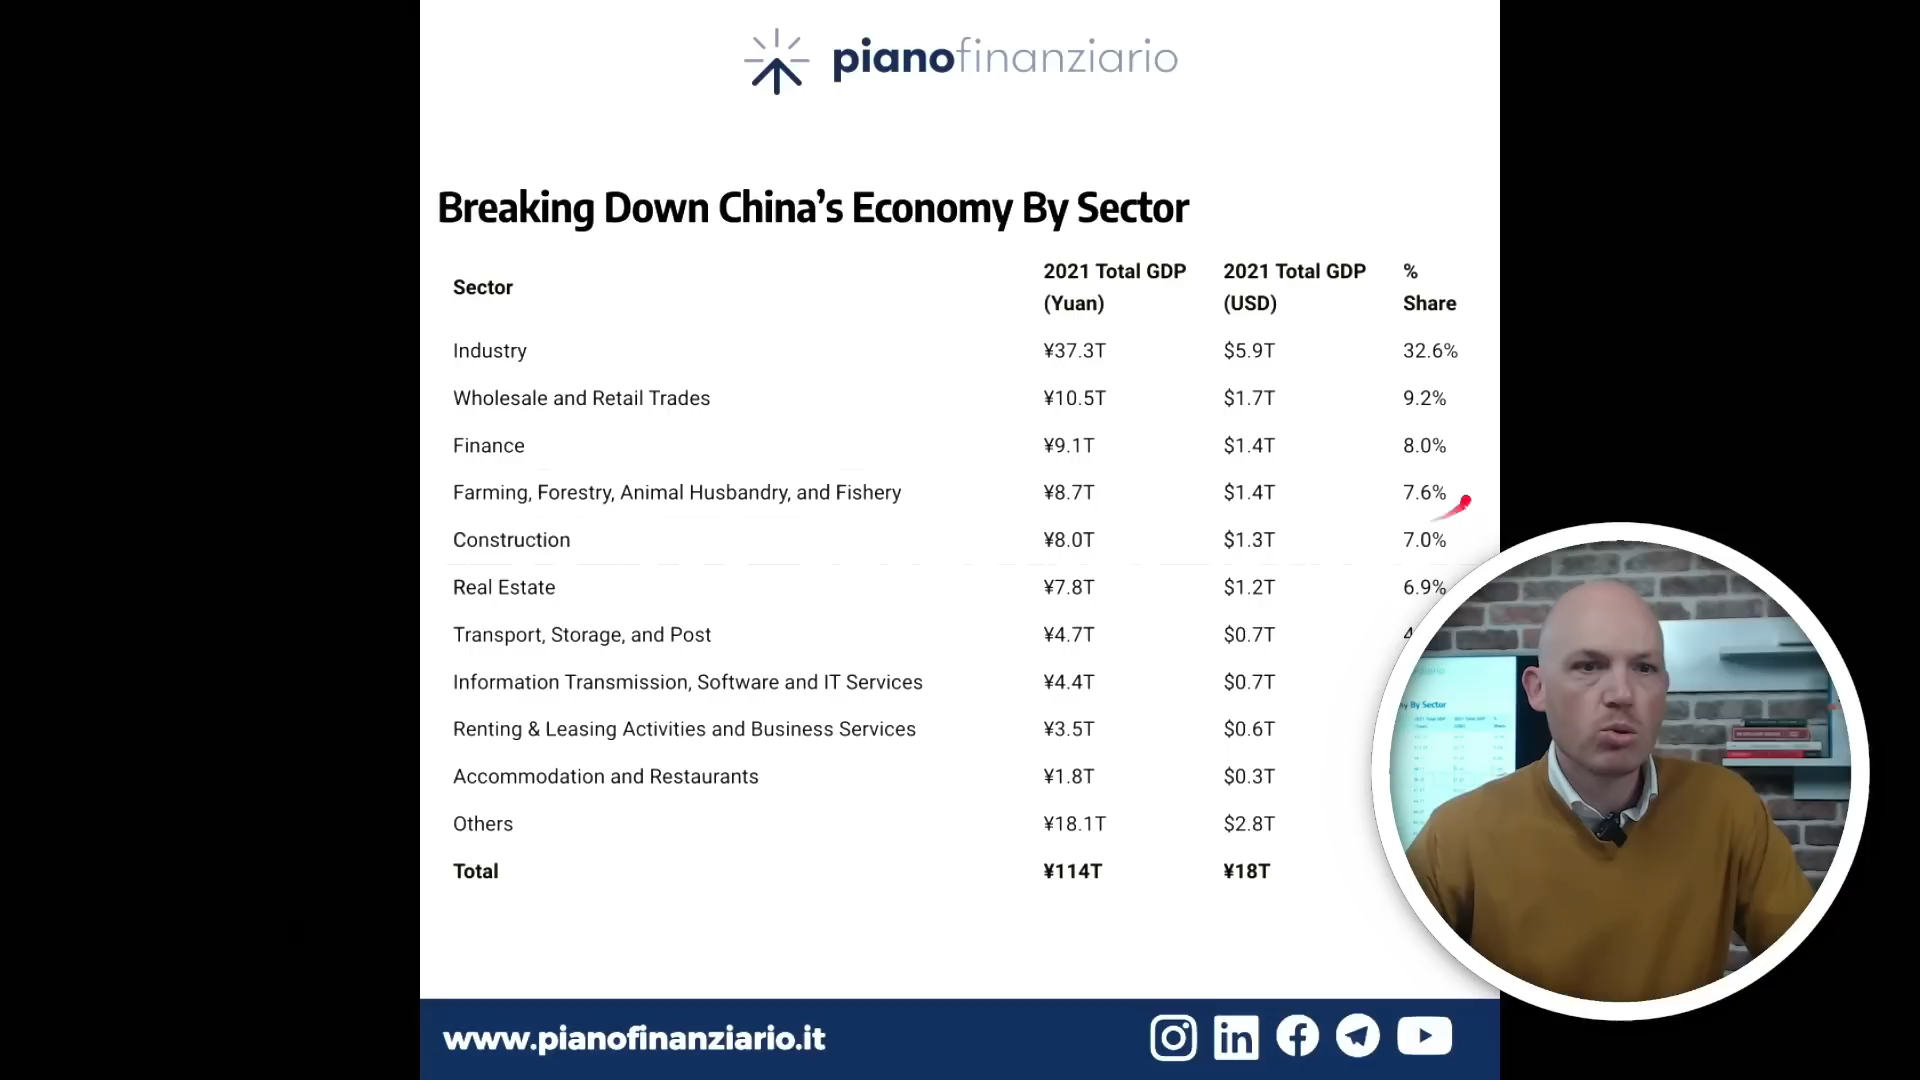 pianofinanziario
Breaking Down China’s Economy By Sector
Sector 2021 Total GDP (Yuan) 2021 Total GDP (USD) % Share
Industry ¥37.3T $5.9T 32.6%
Wholesale and Retail Trades ¥10.5T $1.7T 9.2%
Finance ¥9.1T $1.4T 8.0%
Farming, Forestry, Animal Husbandry, and Fishery ¥8.7T $1.4T 7.6%
Construction ¥8.0T $1.3T 7.0%
Real Estate ¥7.8T $1.2T 6.9%
Transport, Storage, and Post ¥4.7T $0.7T
Information Transmission, Software and IT Services ¥4.4T $0.7T
Renting & Leasing Activities and Business Services ¥3.5T $0.6T
Accommodation and Restaurants ¥1.8T $0.3T
Others ¥18.1T $2.8T
Total ¥114T ¥18T
By Sector
www.pianofinanziario.it
in